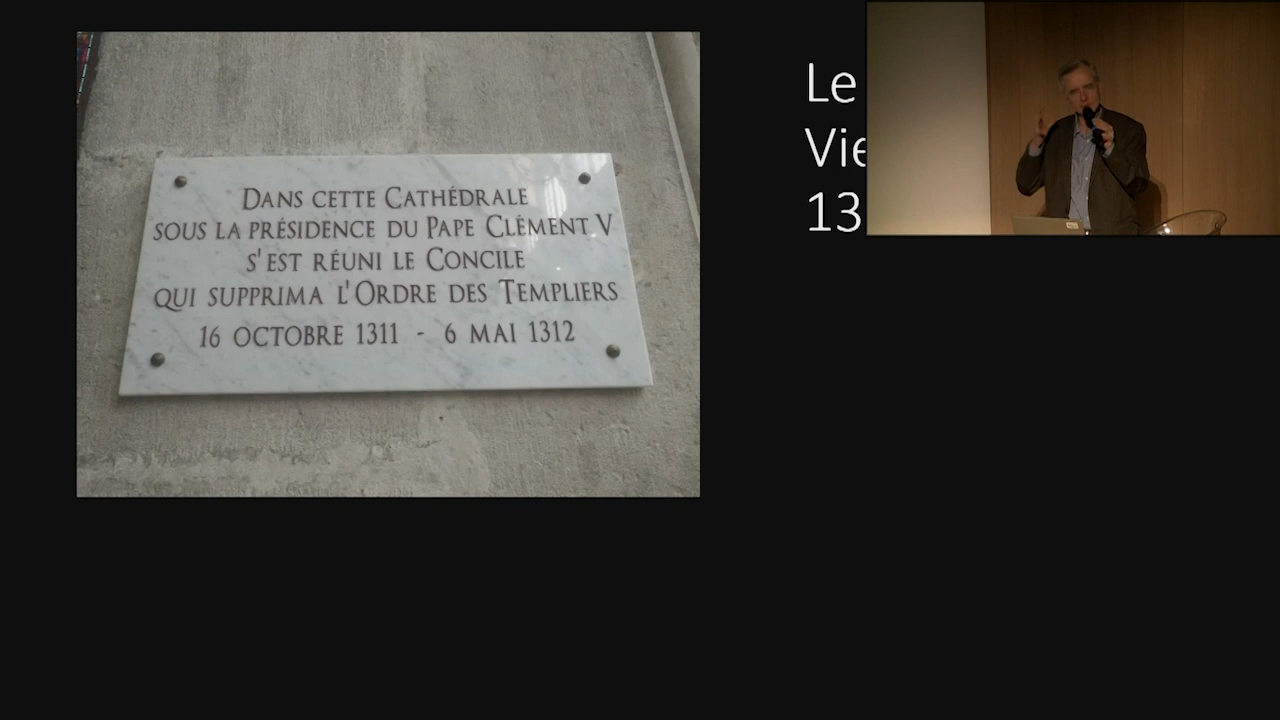 Dans cette Cathédrale
sous la présidence du Pape Clément V
s'est réuni le Concile
qui supprima l'Ordre des Templiers
16 octobre 1311 - 6 mai 1312
Le
Vie
13